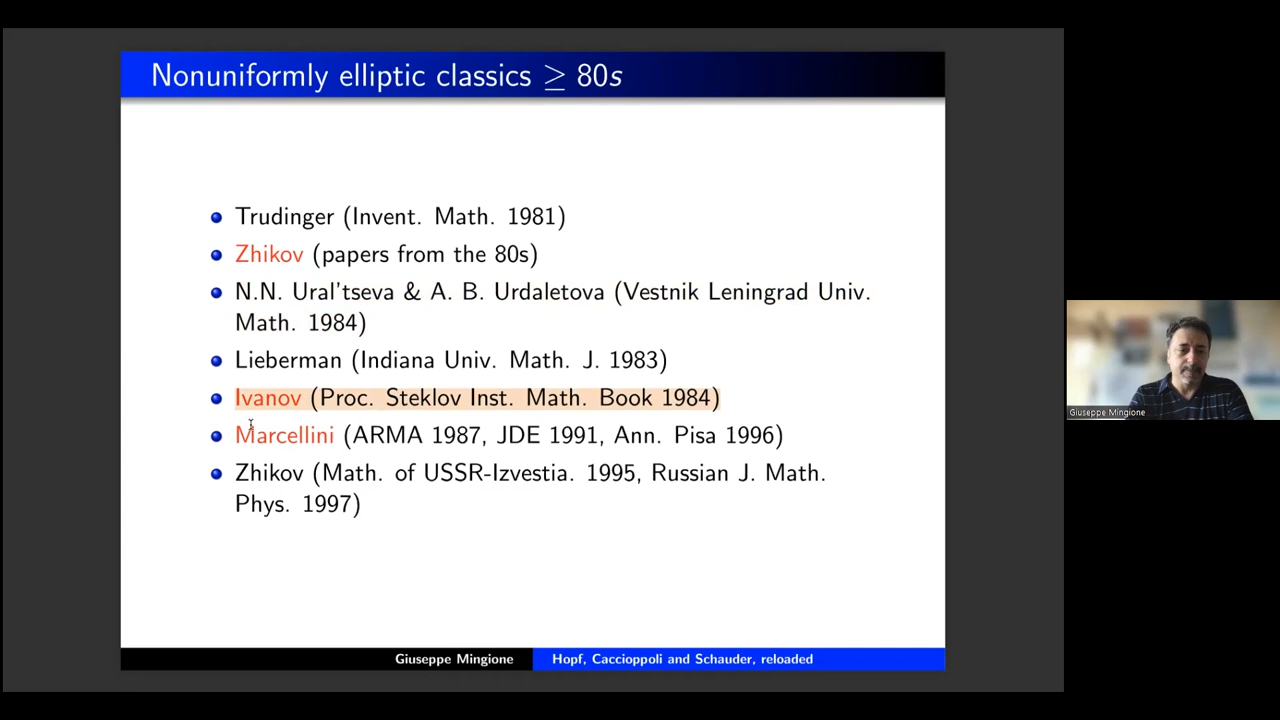 Nonuniformly elliptic classics ≥ 80s
Trudinger (Invent. Math. 1981)
Zhikov (papers from the 80s)
N.N. Ural'tseva & A. B. Urdaletova (Vestnik Leningrad Univ.
Math. 1984)
Lieberman (Indiana Univ. Math. J. 1983)
Ivanov (Proc. Steklov Inst. Math. Book 1984)
Marcellini (ARMA 1987, JDE 1991, Ann. Pisa 1996)
Zhikov (Math. of USSR-Izvestia. 1995, Russian J. Math.
Phys. 1997)
Giuseppe Mingione
Hopf, Caccioppoli and Schauder, reloaded
Giuseppe Mingione